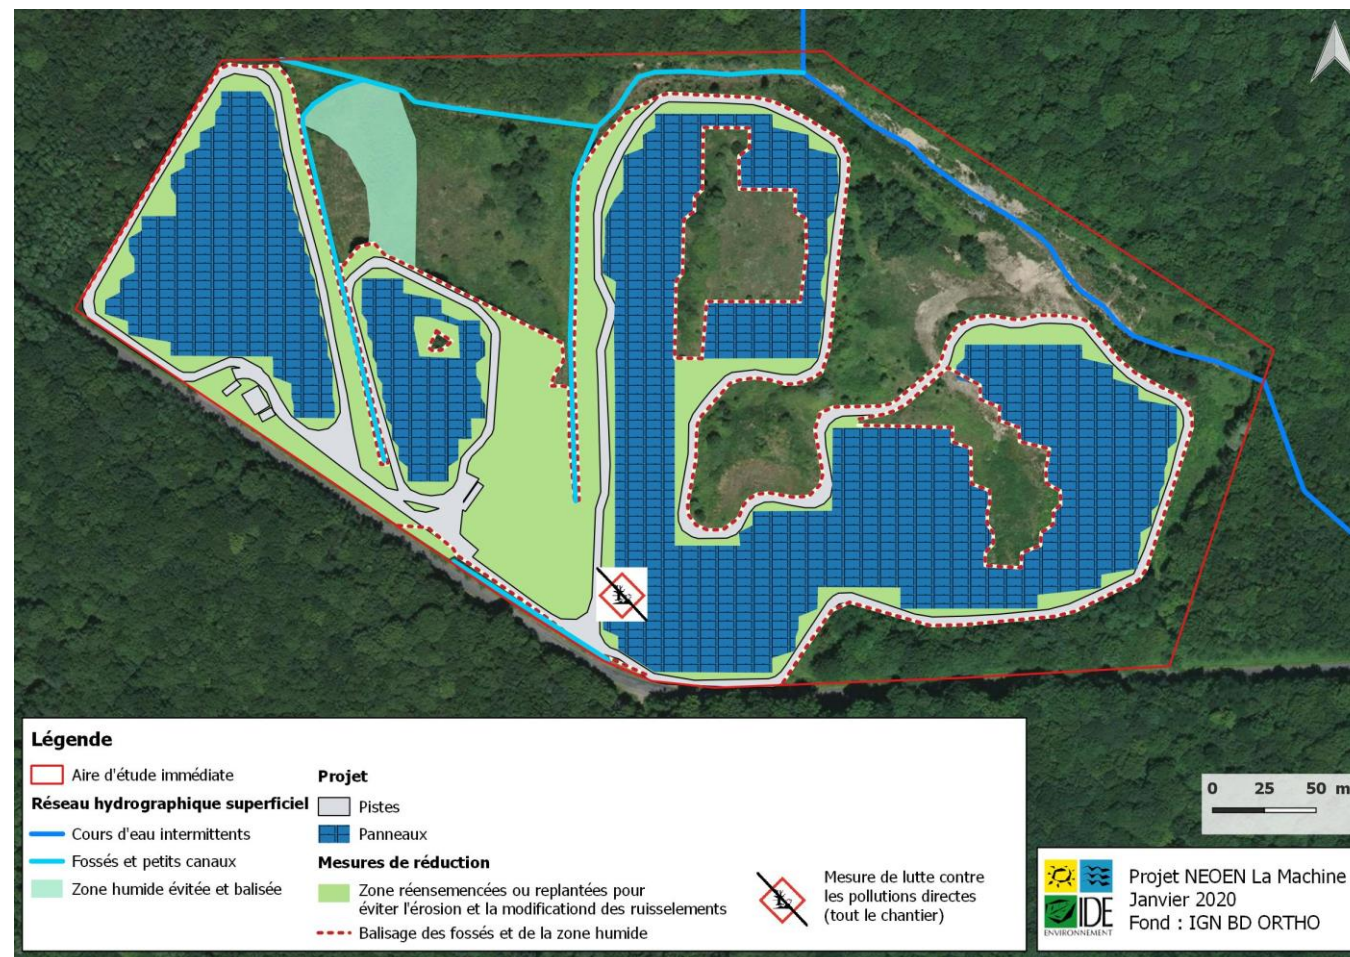 Légende
Aire d'étude immédiate
Réseau hydrographique superficiel
Cours d'eau intermittents
Fossés et petits canaux
Zone humide évitée et balisée
Projet
Pistes
Panneaux
Mesures de réduction
Zone réensemencées ou replantées pour
éviter l'érosion et la modificationd des ruisselements
Balisage des fossés et de la zone humide
Mesure de lutte contre
les pollutions directes
(tout le chantier)
0 25 50 m
IDE
ENVIRONNEMENT
Projet NEOEN La Machine
Janvier 2020
Fond : IGN BD ORTHO